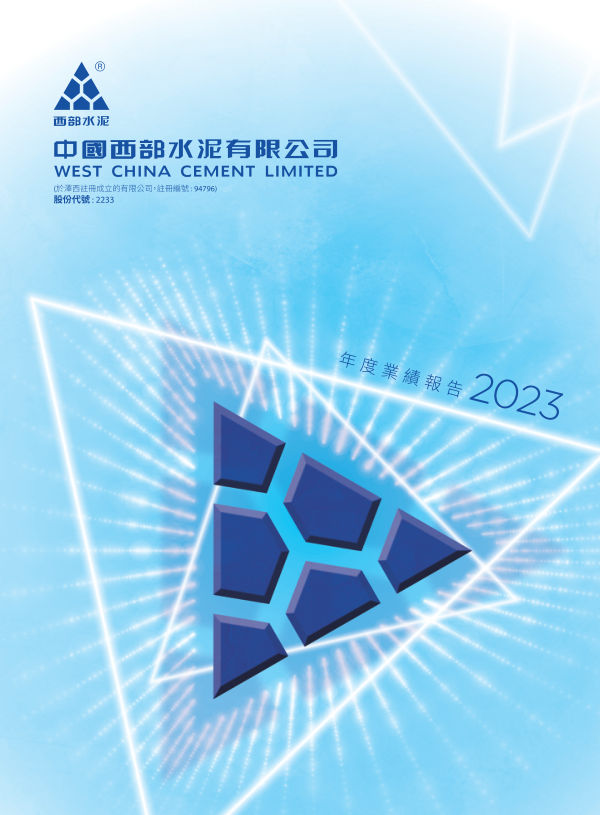 ®
西部水泥
中國西部水泥有限公司
WEST CHINA CEMENT LIMITED
(於澤西註冊成立的有限公司，註冊編號 : 94796)
股份代號 : 2233
年度業績報告 2023